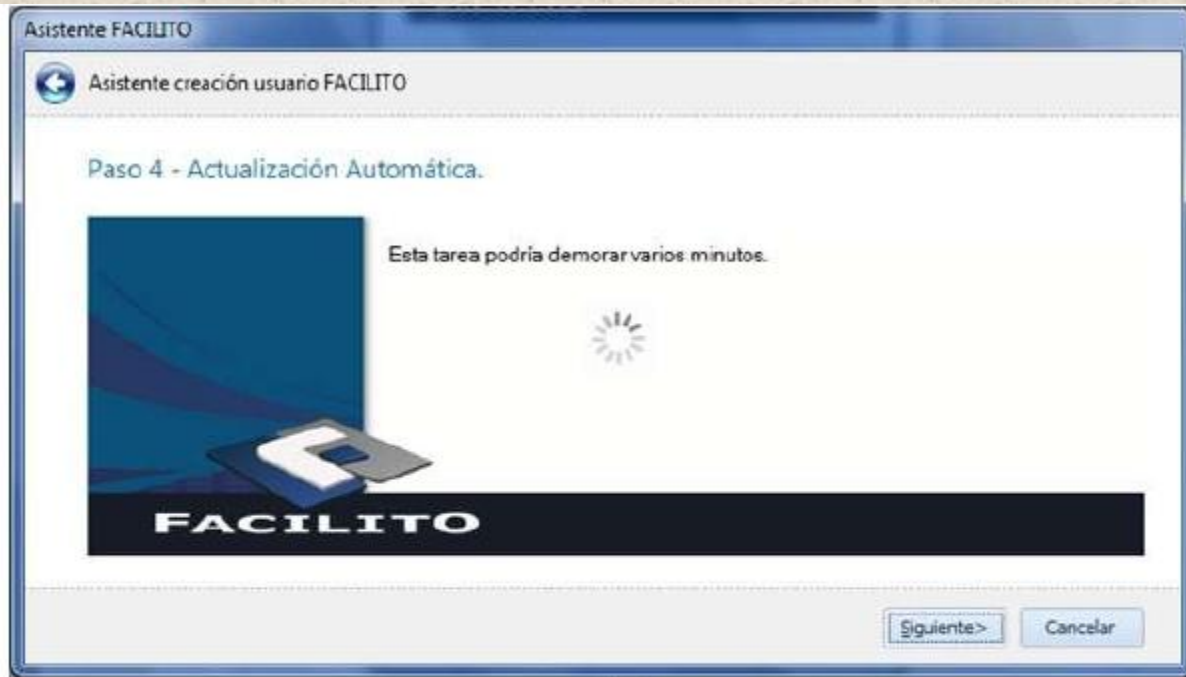 Asistente FACILITO
Asistente creación usuario FACILITO
Paso 4 - Actualización Automática.
Esta tarea podría demorar varios minutos.
FACILITO
Siguiente>
Cancelar